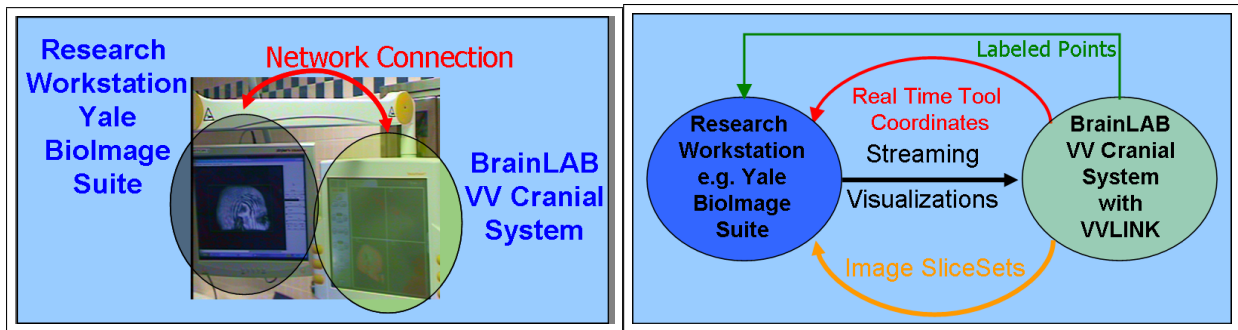 Research
Workstation
Yale
BioImage
Suite
Network Connection
BrainLAB
VV Cranial
System
Labeled Points
Real Time Tool
Coordinates
Research
Workstation
e.g. Yale
BioImage
Suite
Streaming
Visualizations
BrainLAB
VV Cranial
System
with
VVLINK
Image SliceSets